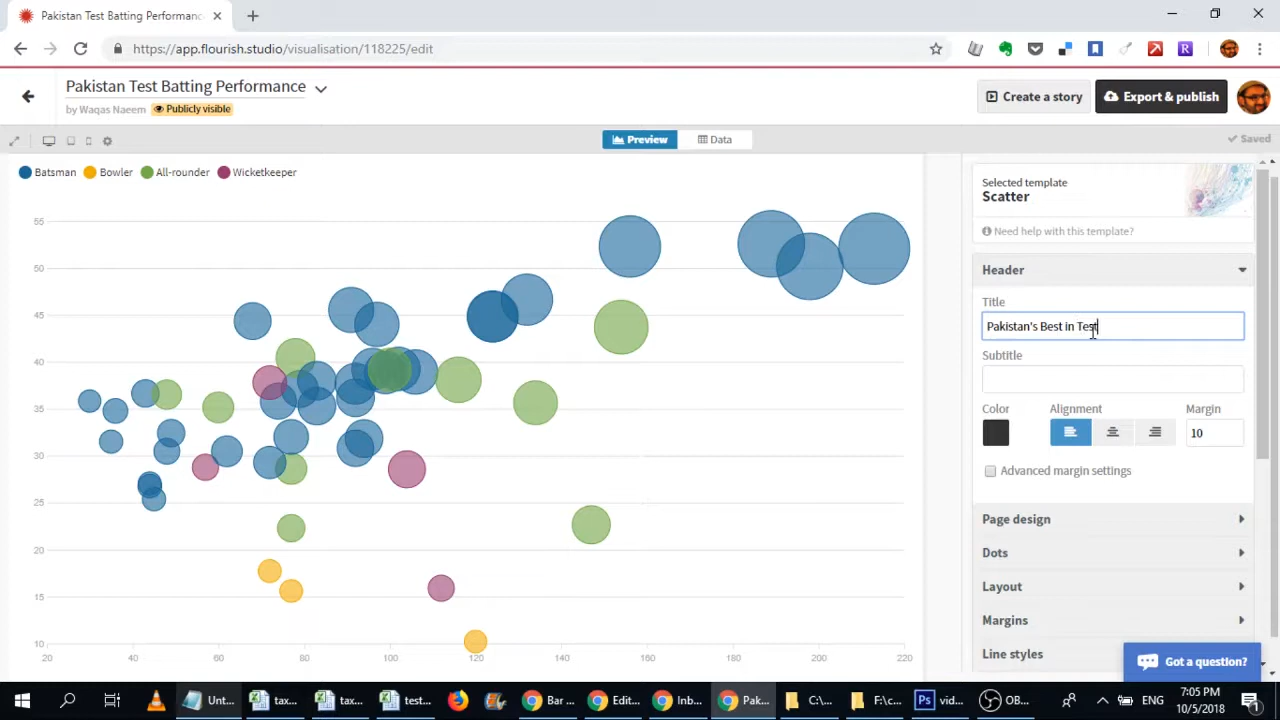 Pakistan Test Batting Performanc
https://app.flourish.studio/visualisation/118225/edit
Pakistan Test Batting Performance
by Waqas Naeem Publicly visible
Create a story
Export & publish
Preview
Data
Saved
Batsman Bowler All-rounder Wicketkeeper
55
50
45
40
35
30
25
20
15
10
20 40 60 80 100 120 140 160 180 200 220
Selected template
Scatter
Need help with this template?
Header
Title
Pakistan's Best in Test
Subtitle
Color Alignment Margin
10
Advanced margin settings
Page design
Dots
Layout
Margins
Line styles
Got a question?
Unt... tax... tax... test... Bar ... Edit... Inb... Pak... C:\... F:\c... vid... OB... ENG
7:05 PM
10/5/2018